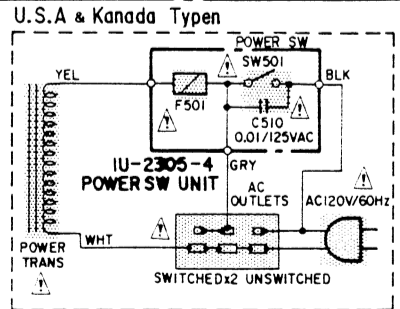 U.S.A & Kanada Typen
POWER SW
SW501
YEL
BLK
F501
C510
0.01/125VAC
1U-2305-4
POWER SW UNIT
GRY
AC
OUTLETS
AC120V/60Hz
WHT
POWER
TRANS
SWITCHEDx2 UNSWITCHED